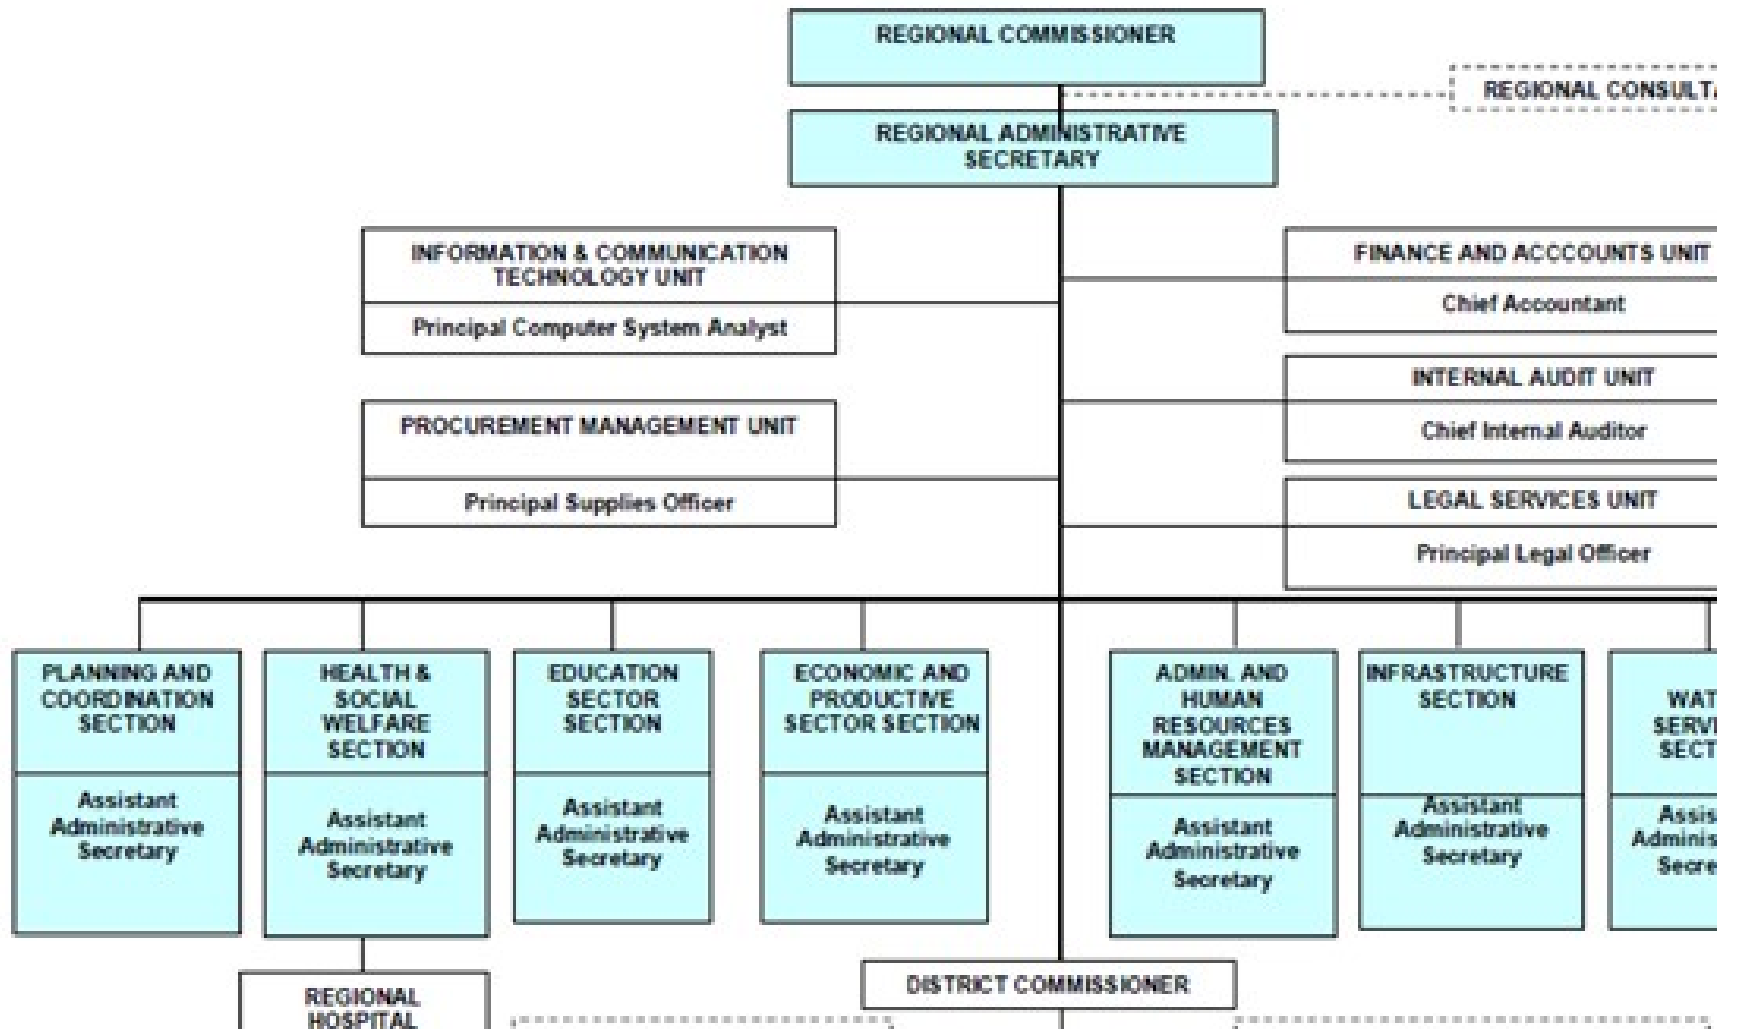 REGIONAL COMMISSIONER
REGIONAL
REGIONAL ADMINISTRATIVE
SECRETARY
INFORMATION & COMMUNICATION
TECHNOLOGY UNIT
Principal Computer System Analyst
FINANCE AND ACCCOUNTS UNIT
Chief Accountant
PROCUREMENT MANAGEMENT UNIT
Principal Supplies Officer
INTERNAL AUDIT UNIT
Chief Internal Auditor
LEGAL SERVICES UNIT
Principal Legal Officer
PLANNING AND
COORDINATION
SECTION
Assistant
Administrative
Secretary
HEALTH &
SOCIAL
WELFARE
SECTION
Assistant
Administrative
Secretary
EDUCATION
SECTOR
SECTION
Assistant
Administrative
Secretary
ECONOMIC AND
PRODUCTIVE
SECTOR SECTION
Assistant
Administrative
Secretary
ADMIN. AND
HUMAN
RESOURCES
MANAGEMENT
SECTION
Assistant
Administrative
Secretary
INFRASTRUCTURE
SECTION
Assistant
Administrative
Secretary
REGIONAL
HOSPITAL
DISTRICT COMMISSIONER